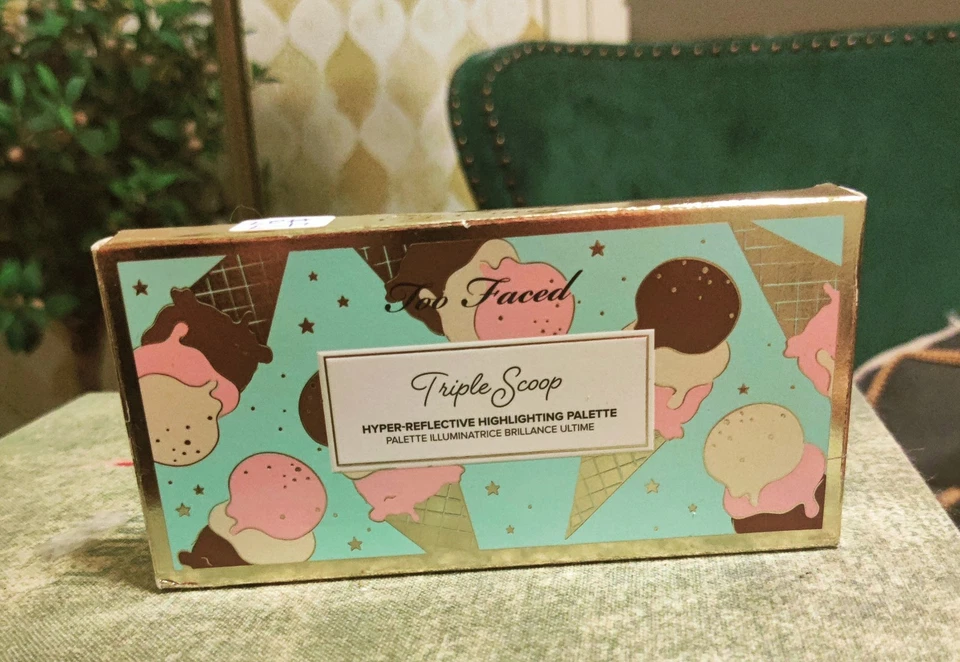 Too Faced
Triple Scoop
HYPER-REFLECTIVE HIGHLIGHTING PALETTE
PALETTE ILLUMINATRICE BRILLANCE ULTIME